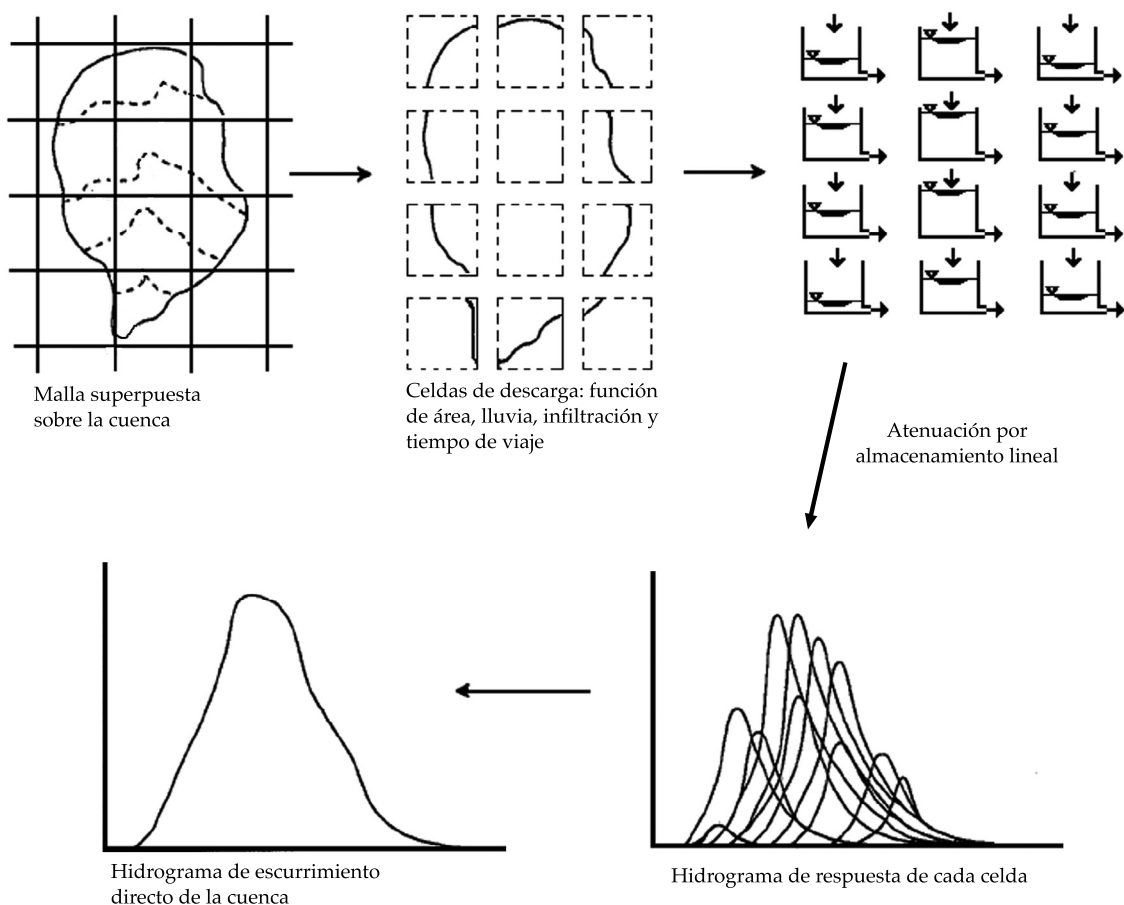 Malla superpuesta
sobre la cuenca
Celdas de descarga: función
de área, lluvia, infiltración y
tiempo de viaje
Atenuación por
almacenamiento lineal
Hidrograma de escurrimiento
directo de la cuenca
Hidrograma de respuesta de cada celda